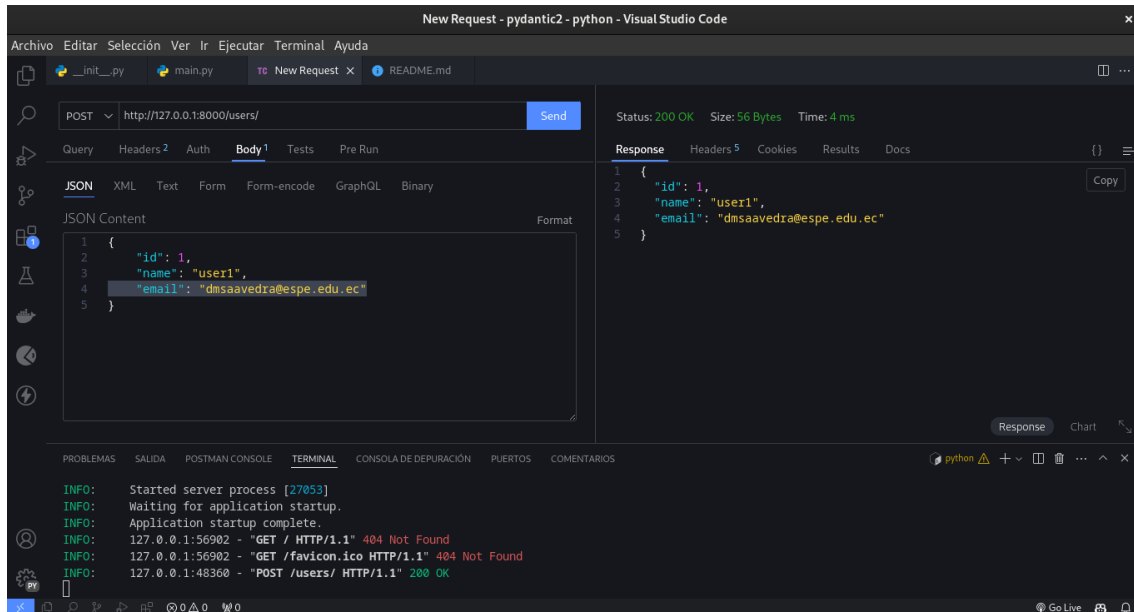 New Request - pydantic2 - python - Visual Studio Code ×
Archivo Editar Selección Ver Ir Ejecutar Terminal Ayuda
__init__.py main.py TC New Request × README.md
POST http://127.0.0.1:8000/users/ Send
Query Headers 2 Auth Body 1 Tests Pre Run
JSON XML Text Form Form-encode GraphQL Binary
JSON Content Format
1 {
2 "id": 1,
3 "name": "user1",
4 "email": "dmsaavedra@espe.edu.ec"
5 }
Status: 200 OK Size: 56 Bytes Time: 4 ms
Response Headers 5 Cookies Results Docs {}
Copy
1 {
2 "id": 1,
3 "name": "user1",
4 "email": "dmsaavedra@espe.edu.ec"
5 }
Response Chart
PROBLEMAS SALIDA POSTMAN CONSOLE TERMINAL CONSOLA DE DEPURACIÓN PUERTOS COMENTARIOS python
INFO: Started server process [27053]
INFO: Waiting for application startup.
INFO: Application startup complete.
INFO: 127.0.0.1:56902 - "GET / HTTP/1.1" 404 Not Found
INFO: 127.0.0.1:56902 - "GET /favicon.ico HTTP/1.1" 404 Not Found
INFO: 127.0.0.1:48360 - "POST /users/ HTTP/1.1" 200 OK
1
PY
0 0 0 Go Live